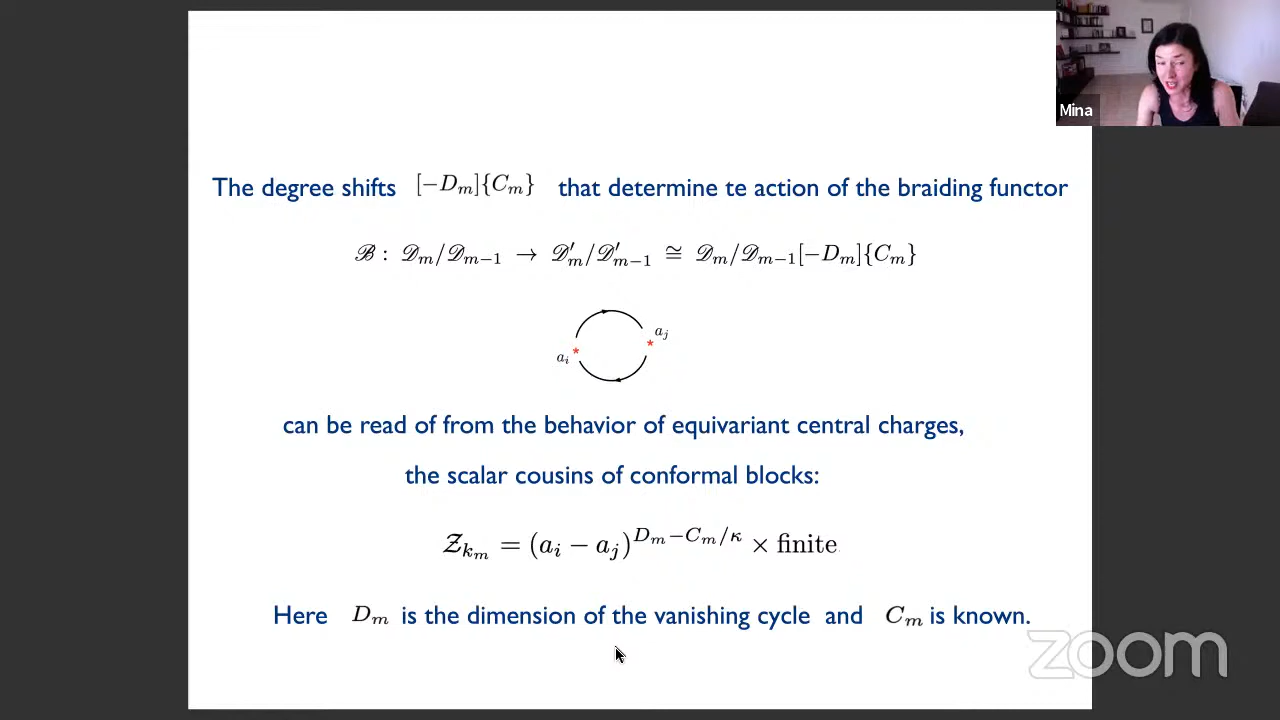 Mina
The degree shifts [−D_m]{C_m} that determine te action of the braiding functor
ℬ : 𝒟_m/𝒟_{m−1} → 𝒟′_m/𝒟′_{m−1} ≅ 𝒟_m/𝒟_{m−1}[−D_m]{C_m}
a_j
a_i
can be read of from the behavior of equivariant central charges,
the scalar cousins of conformal blocks:
𝒵_{k_m} = (a_i − a_j)^{D_m−C_m/κ} × finite
Here D_m is the dimension of the vanishing cycle and C_m is known.
zoom